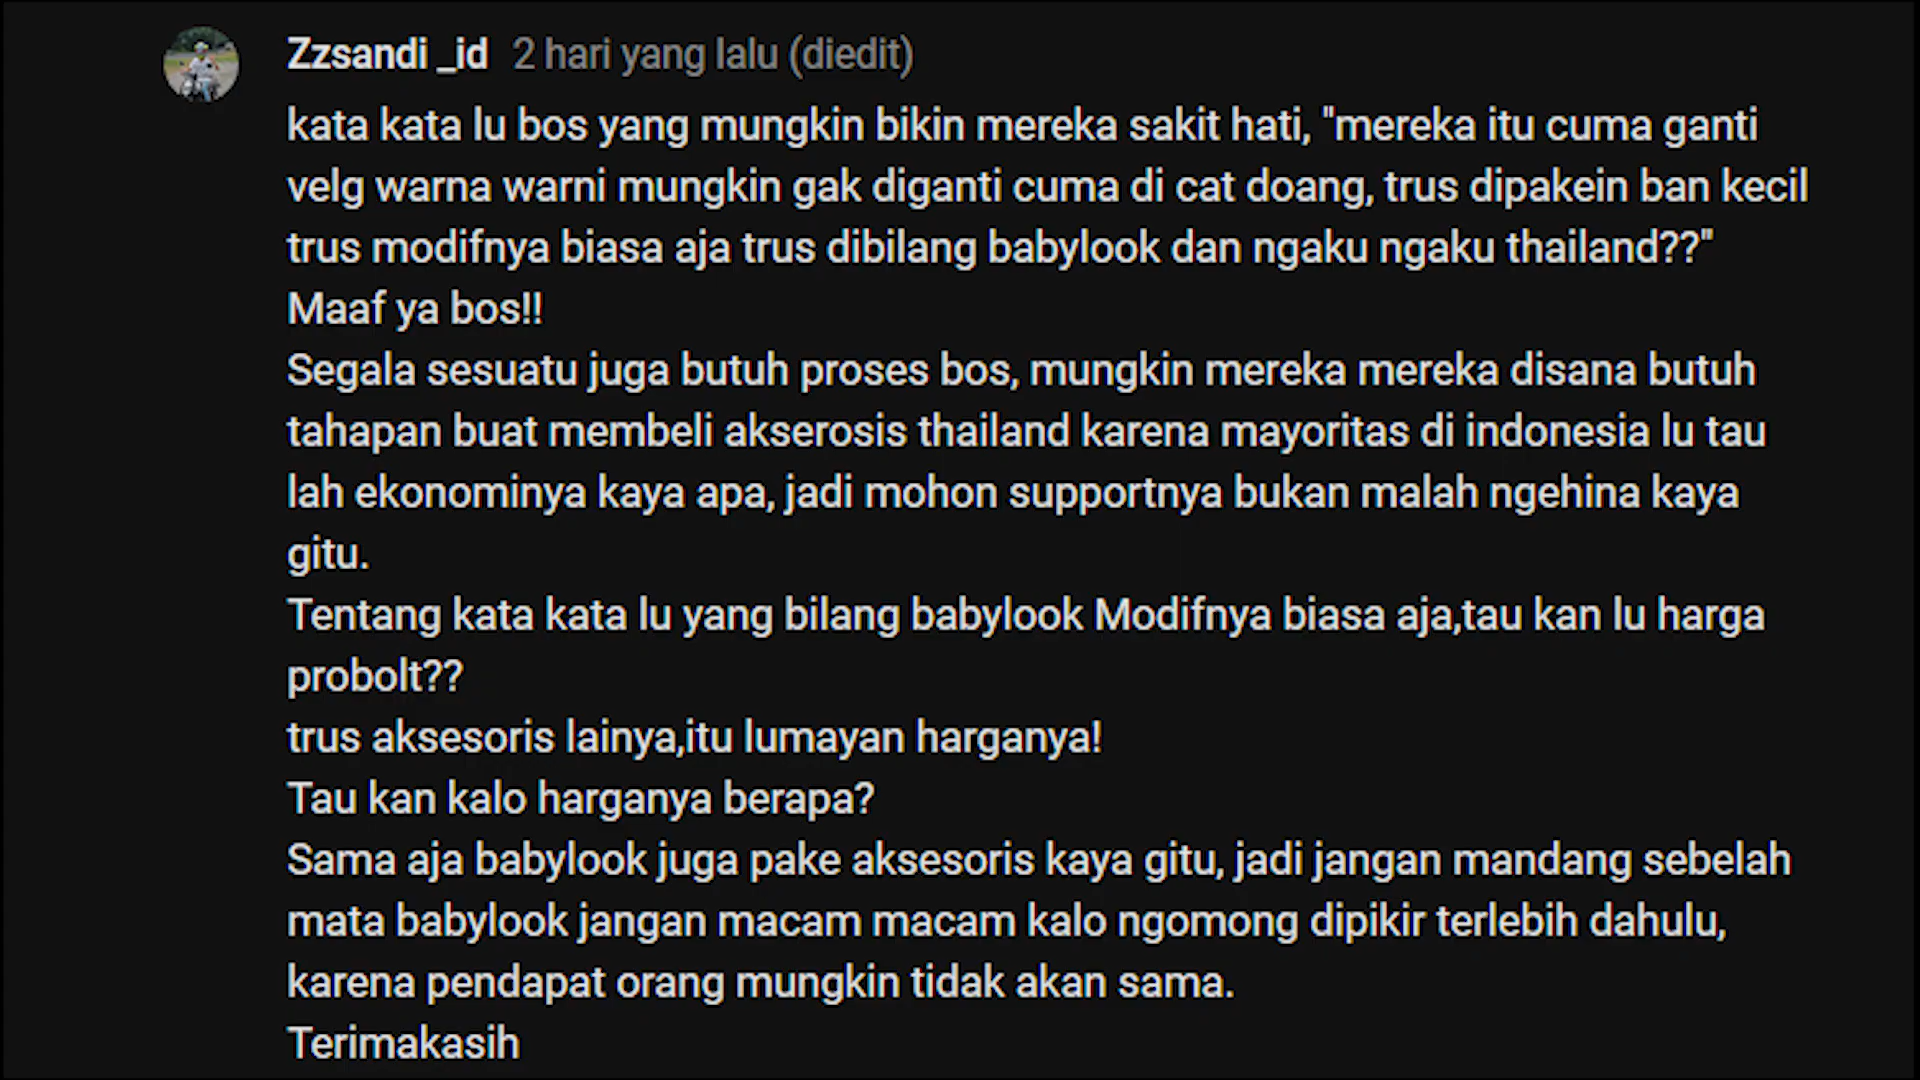 Zzsandi _id 2 hari yang lalu (diedit)
kata kata lu bos yang mungkin bikin mereka sakit hati, "mereka itu cuma ganti
velg warna warni mungkin gak diganti cuma di cat doang, trus dipakein ban kecil
trus modifnya biasa aja trus dibilang babylook dan ngaku ngaku thailand??"
Maaf ya bos!!
Segala sesuatu juga butuh proses bos, mungkin mereka mereka disana butuh
tahapan buat membeli akserosis thailand karena mayoritas di indonesia lu tau
lah ekonominya kaya apa, jadi mohon supportnya bukan malah ngehina kaya
gitu.
Tentang kata kata lu yang bilang babylook Modifnya biasa aja,tau kan lu harga
probolt??
trus aksesoris lainya,itu lumayan harganya!
Tau kan kalo harganya berapa?
Sama aja babylook juga pake aksesoris kaya gitu, jadi jangan mandang sebelah
mata babylook jangan macam macam kalo ngomong dipikir terlebih dahulu,
karena pendapat orang mungkin tidak akan sama.
Terimakasih